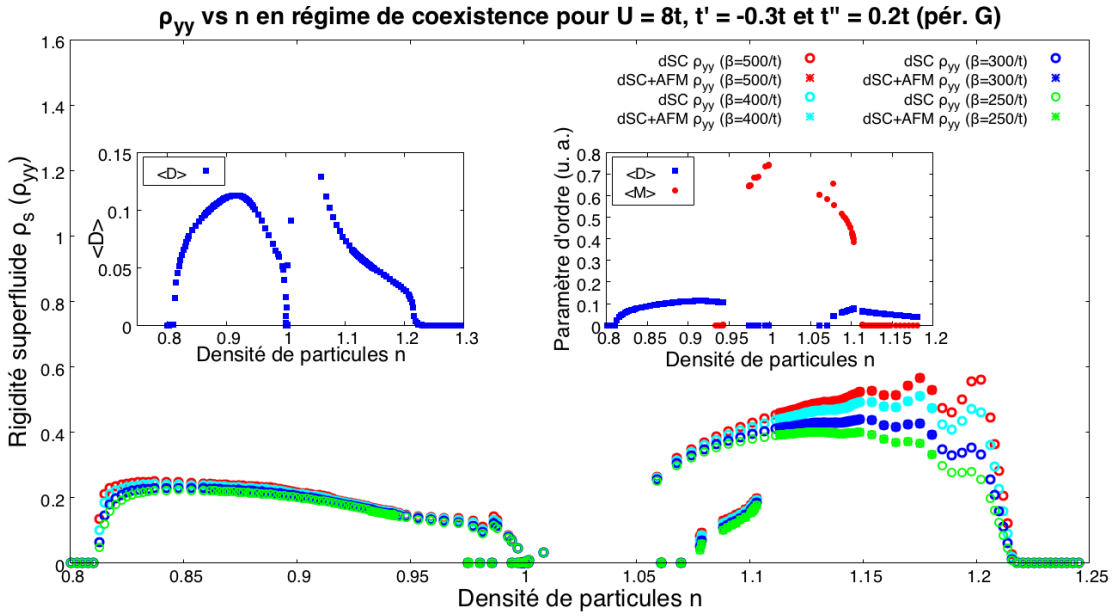 ρyy vs n en régime de coexistence pour U = 8t, t' = -0.3t et t" = 0.2t (pér. G)
Rigidité superfluide ρs (ρyy)
1.6
1.4
1.2
1
0.8
0.6
0.4
0.2
0
0.8
0.85
0.9
0.95
1
1.05
1.1
1.15
1.2
1.25
Densité de particules n
dSC ρyy (β=500/t)
dSC+AFM ρyy (β=500/t)
dSC ρyy (β=400/t)
dSC+AFM ρyy (β=400/t)
dSC ρyy (β=300/t)
dSC+AFM ρyy (β=300/t)
dSC ρyy (β=250/t)
dSC+AFM ρyy (β=250/t)
<D>
0.15
0.1
0.05
0
<D>
0.8
0.9
1
1.1
1.2
1.3
Densité de particules n
Paramètre d'ordre (u. a.)
0.8
0.7
0.6
0.5
0.4
0.3
0.2
0.1
0
<D>
<M>
0.8
0.85
0.9
0.95
1
1.05
1.1
1.15
1.2
Densité de particules n